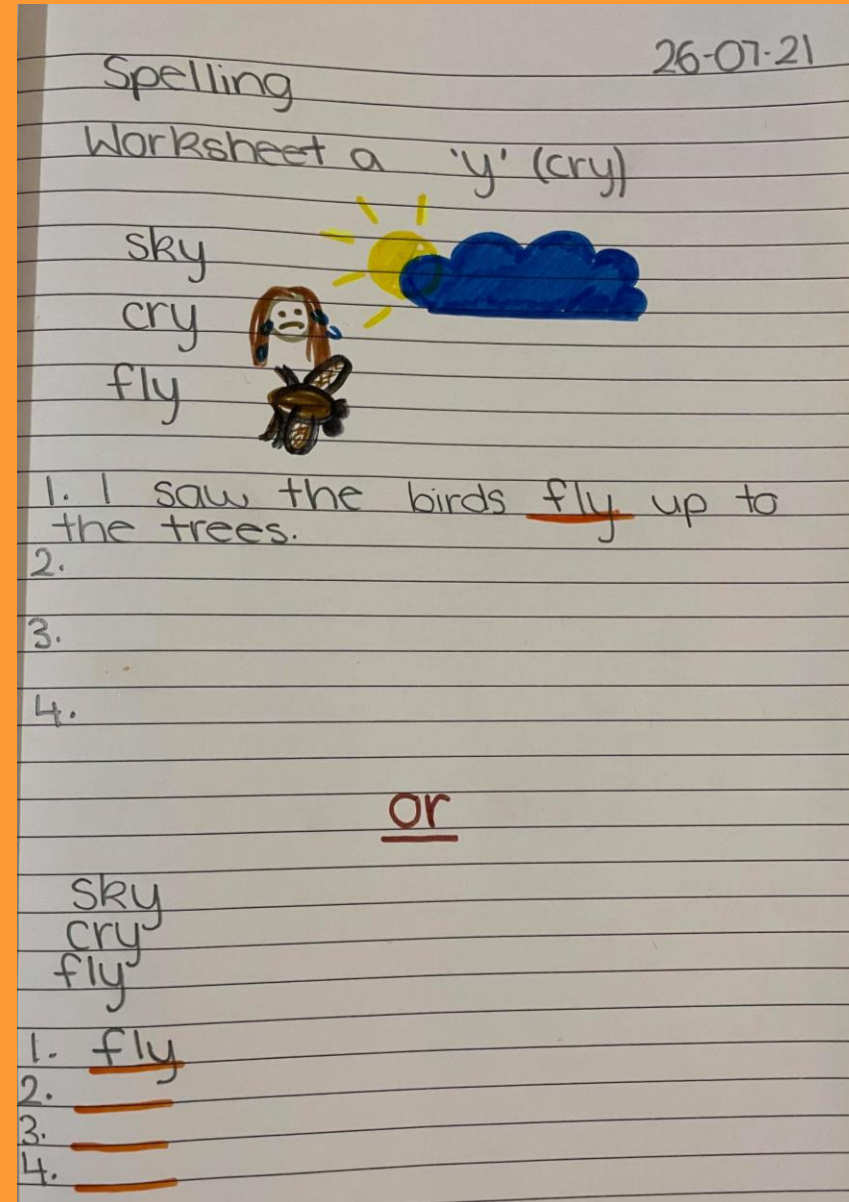 26-07-21
Spelling
Worksheet a 'y' (cry)
sky
cry
fly
1. I saw the birds fly up to
the trees.
2.
3.
4.
or
sky
cry
fly
1. fly
2.
3.
4.